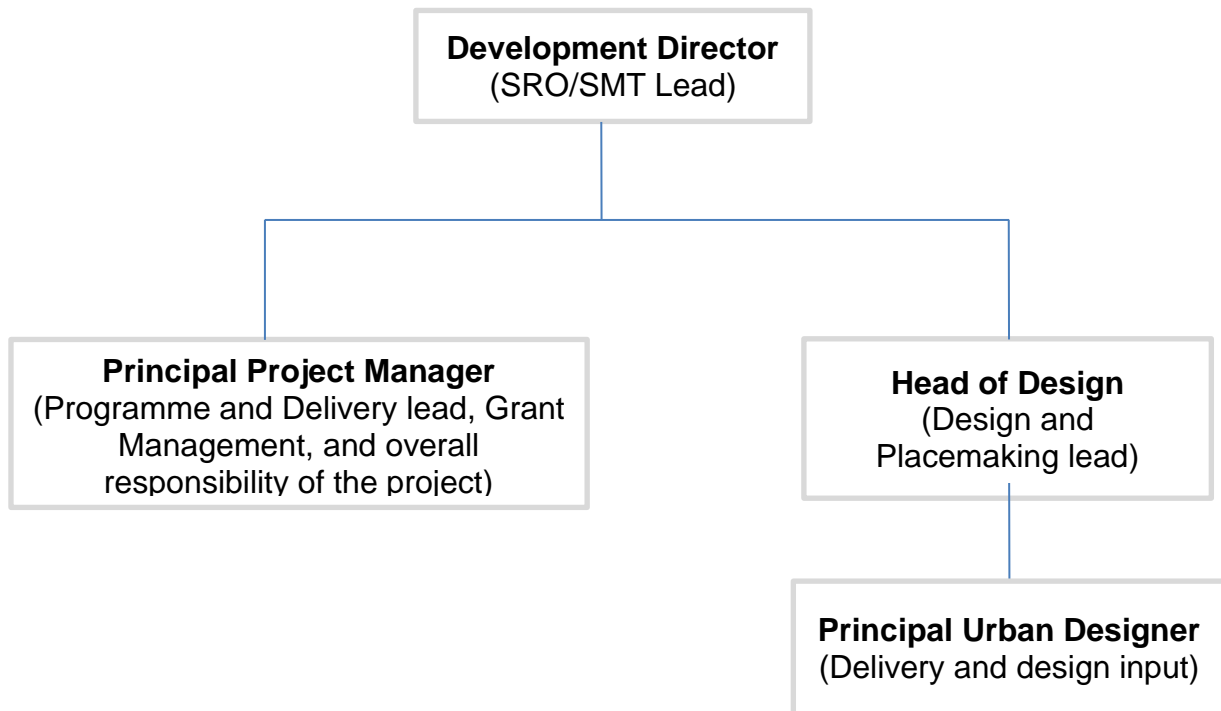 Development Director
(SRO/SMT Lead)
Principal Project Manager
(Programme and Delivery lead, Grant
Management, and overall
responsibility of the project)
Head of Design
(Design and
Placemaking lead)
Principal Urban Designer
(Delivery and design input)